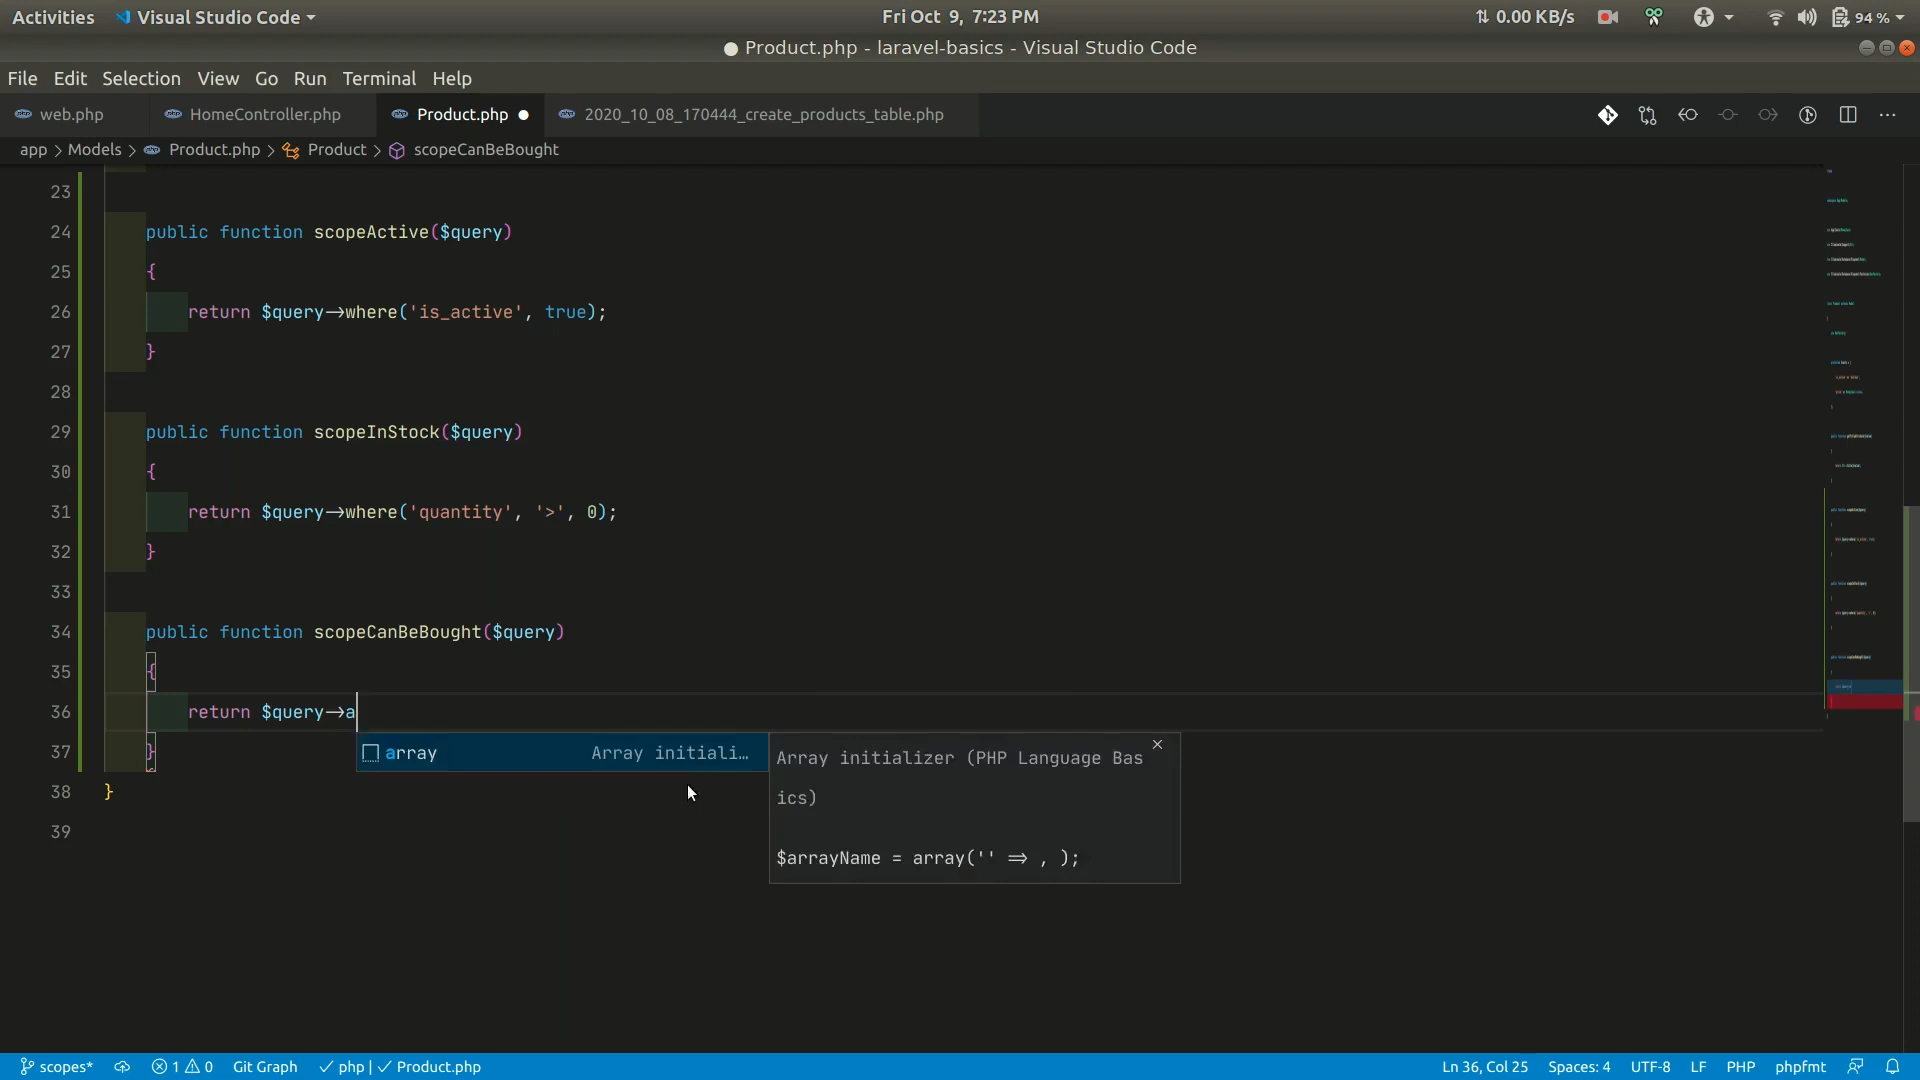 Activities Visual Studio Code Fri Oct 9, 7:23 PM 0.00 KB/s 94 %
● Product.php - laravel-basics - Visual Studio Code
File Edit Selection View Go Run Terminal Help
web.php HomeController.php Product.php ● 2020_10_08_170444_create_products_table.php
app > Models > Product.php > Product > scopeCanBeBought
23
24 public function scopeActive($query)
25 {
26 return $query->where('is_active', true);
27 }
28
29 public function scopeInStock($query)
30 {
31 return $query->where('quantity', '>', 0);
32 }
33
34 public function scopeCanBeBought($query)
35 {
36 return $query->a
37 }
38 }
39
array Array initiali…
Array initializer (PHP Language Bas
ics)
$arrayName = array('' => , );
scopes* 1 0 Git Graph ✓ php | ✓ Product.php Ln 36, Col 25 Spaces: 4 UTF-8 LF PHP phpfmt